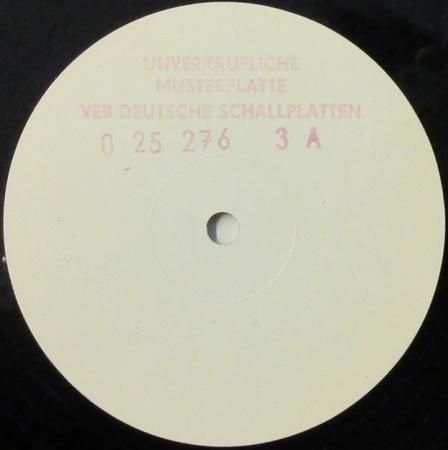 UNVERKÄUFLICHE
MUSTERPLATTE
VEB DEUTSCHE SCHALLPLATTEN
8 25 276 3 A